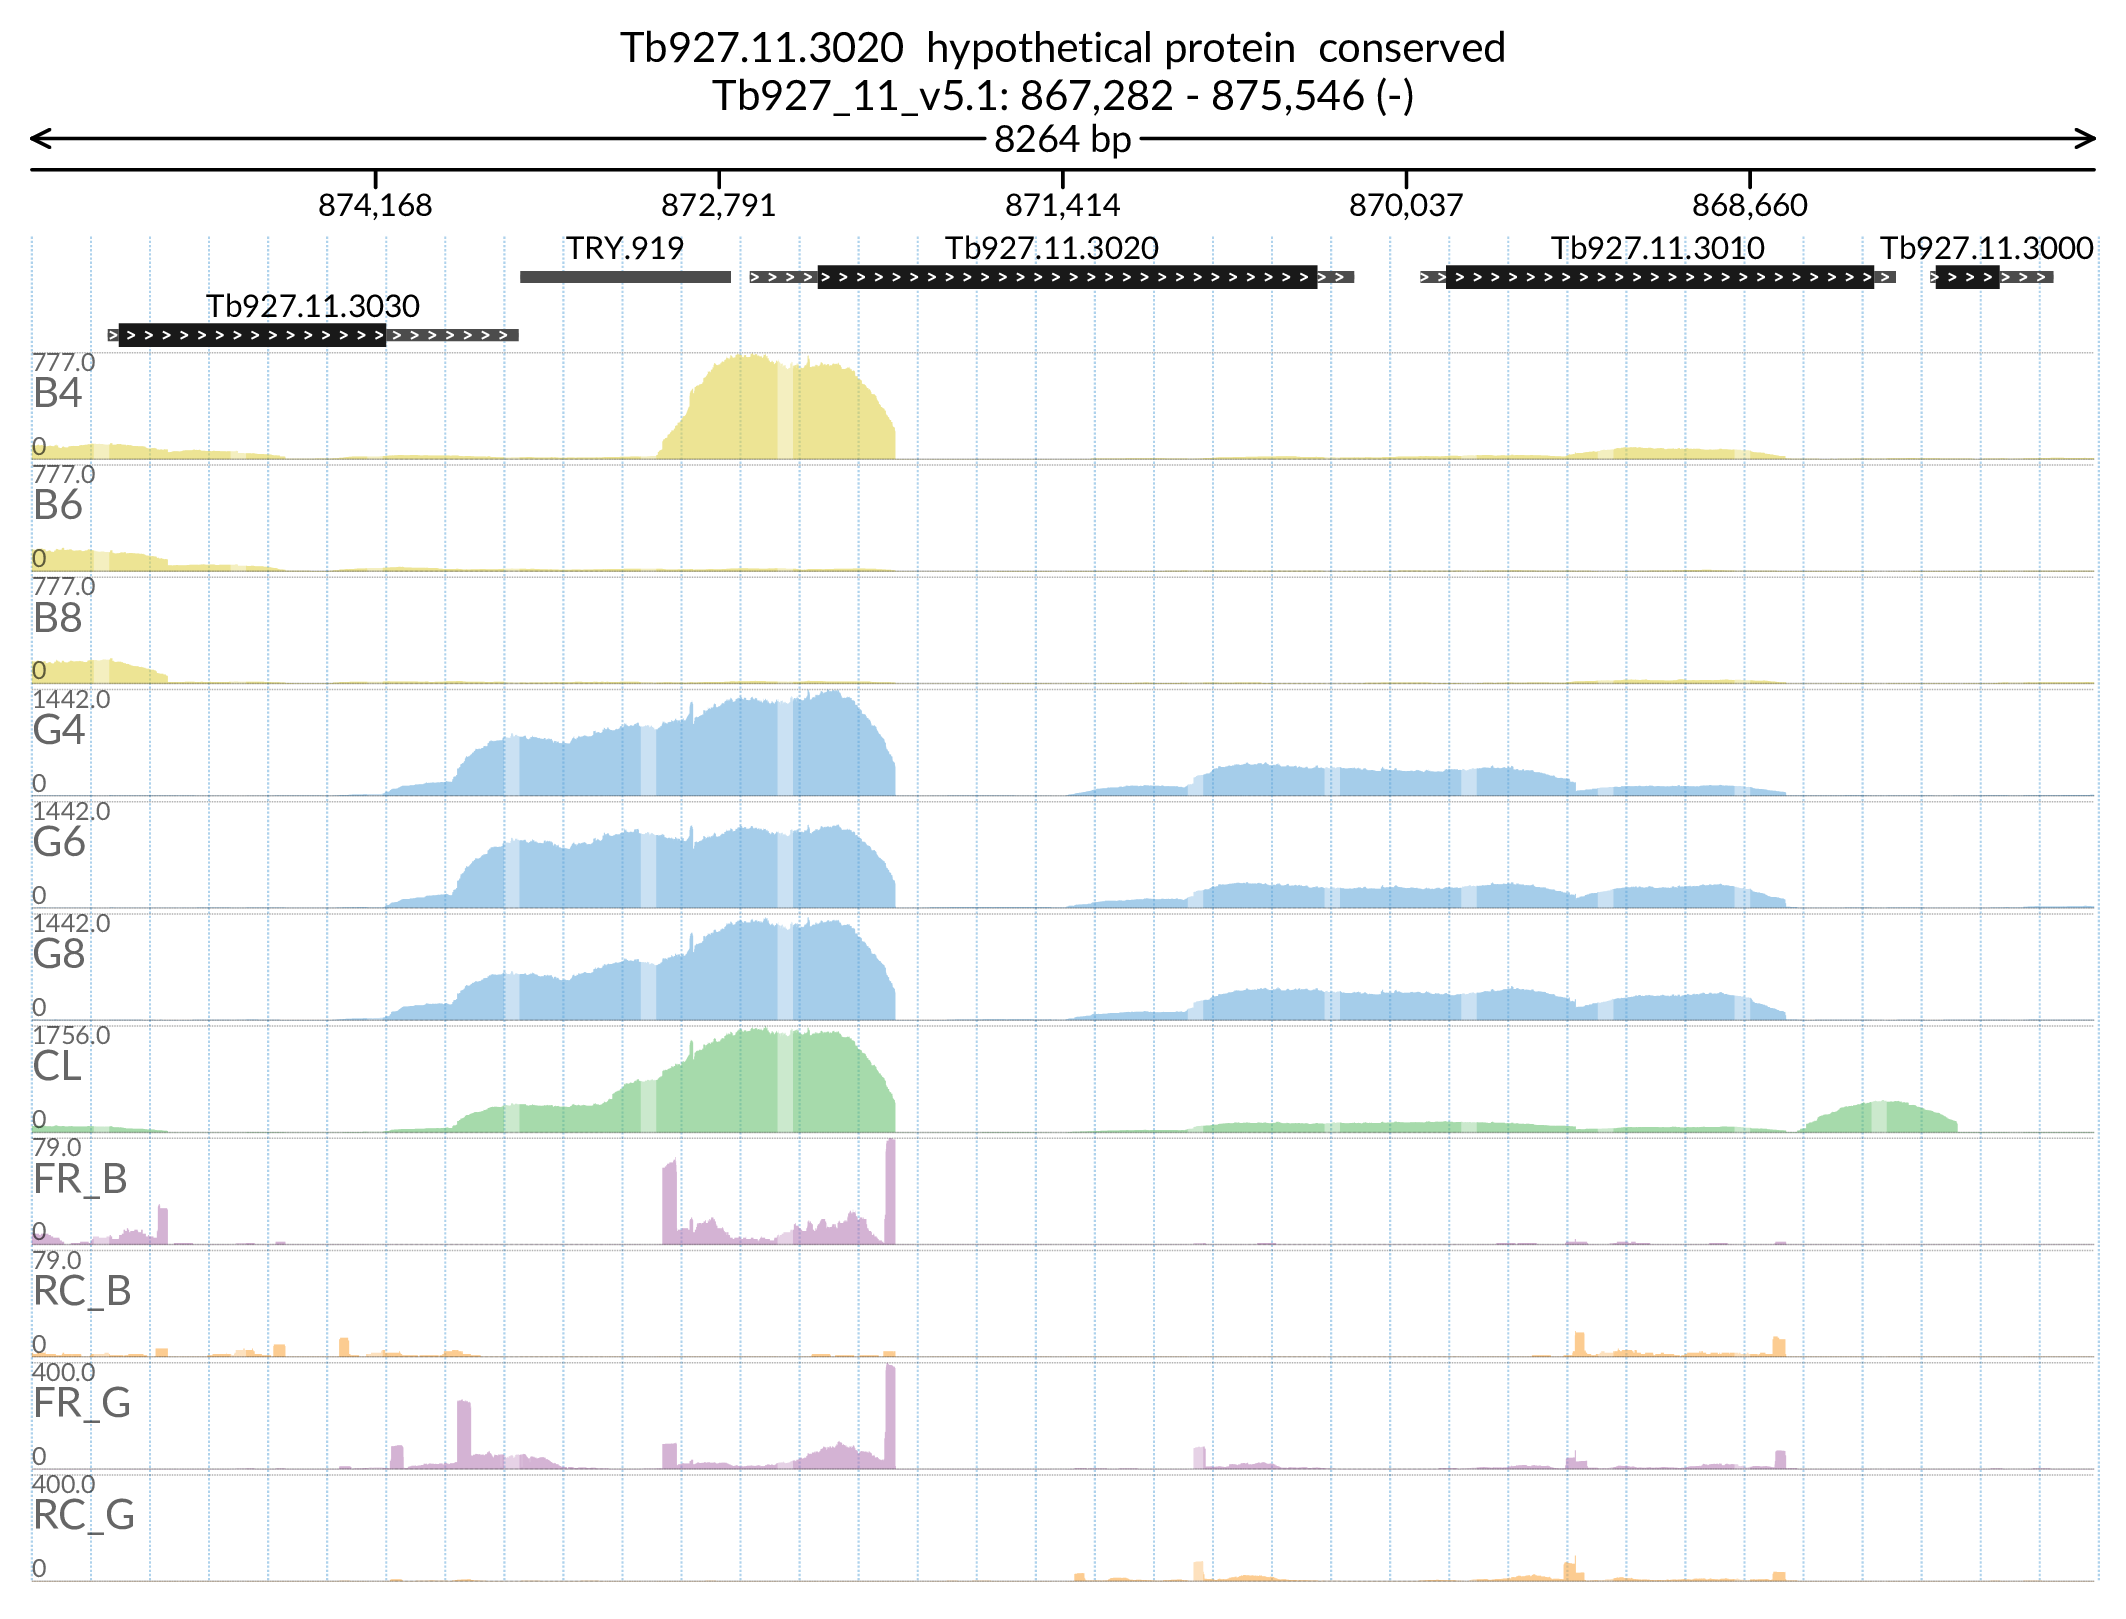 Tb927.11.3020  hypothetical protein  conserved
Tb927_11_v5.1: 867,282 - 875,546 (-)
8264 bp
874,168 872,791 871,414 870,037 868,660
TRY.919 Tb927.11.3020 Tb927.11.3010 Tb927.11.3000
Tb927.11.3030
777.0
B4
0
777.0
B6
0
777.0
B8
0
1442.0
G4
0
1442.0
G6
0
1442.0
G8
0
1756.0
CL
0
79.0
FR_B
0
79.0
RC_B
0
400.0
FR_G
0
400.0
RC_G
0